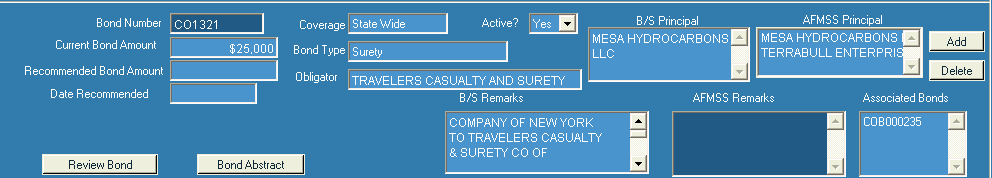 Bond Number CO1321 Coverage State Wide Active? Yes
Current Bond Amount $25,000 Bond Type Surety
Recommended Bond Amount
Obligator TRAVELERS CASUALTY AND SURETY
Date Recommended
B/S Principal
MESA HYDROCARBONS
LLC
AFMSS Principal
MESA HYDROCARBONS
TERRABULL ENTERPRIS
Add
Delete
B/S Remarks
COMPANY OF NEW YORK
TO TRAVELERS CASUALTY
& SURETY CO OF
AFMSS Remarks
Associated Bonds
COB000235
Review Bond Bond Abstract